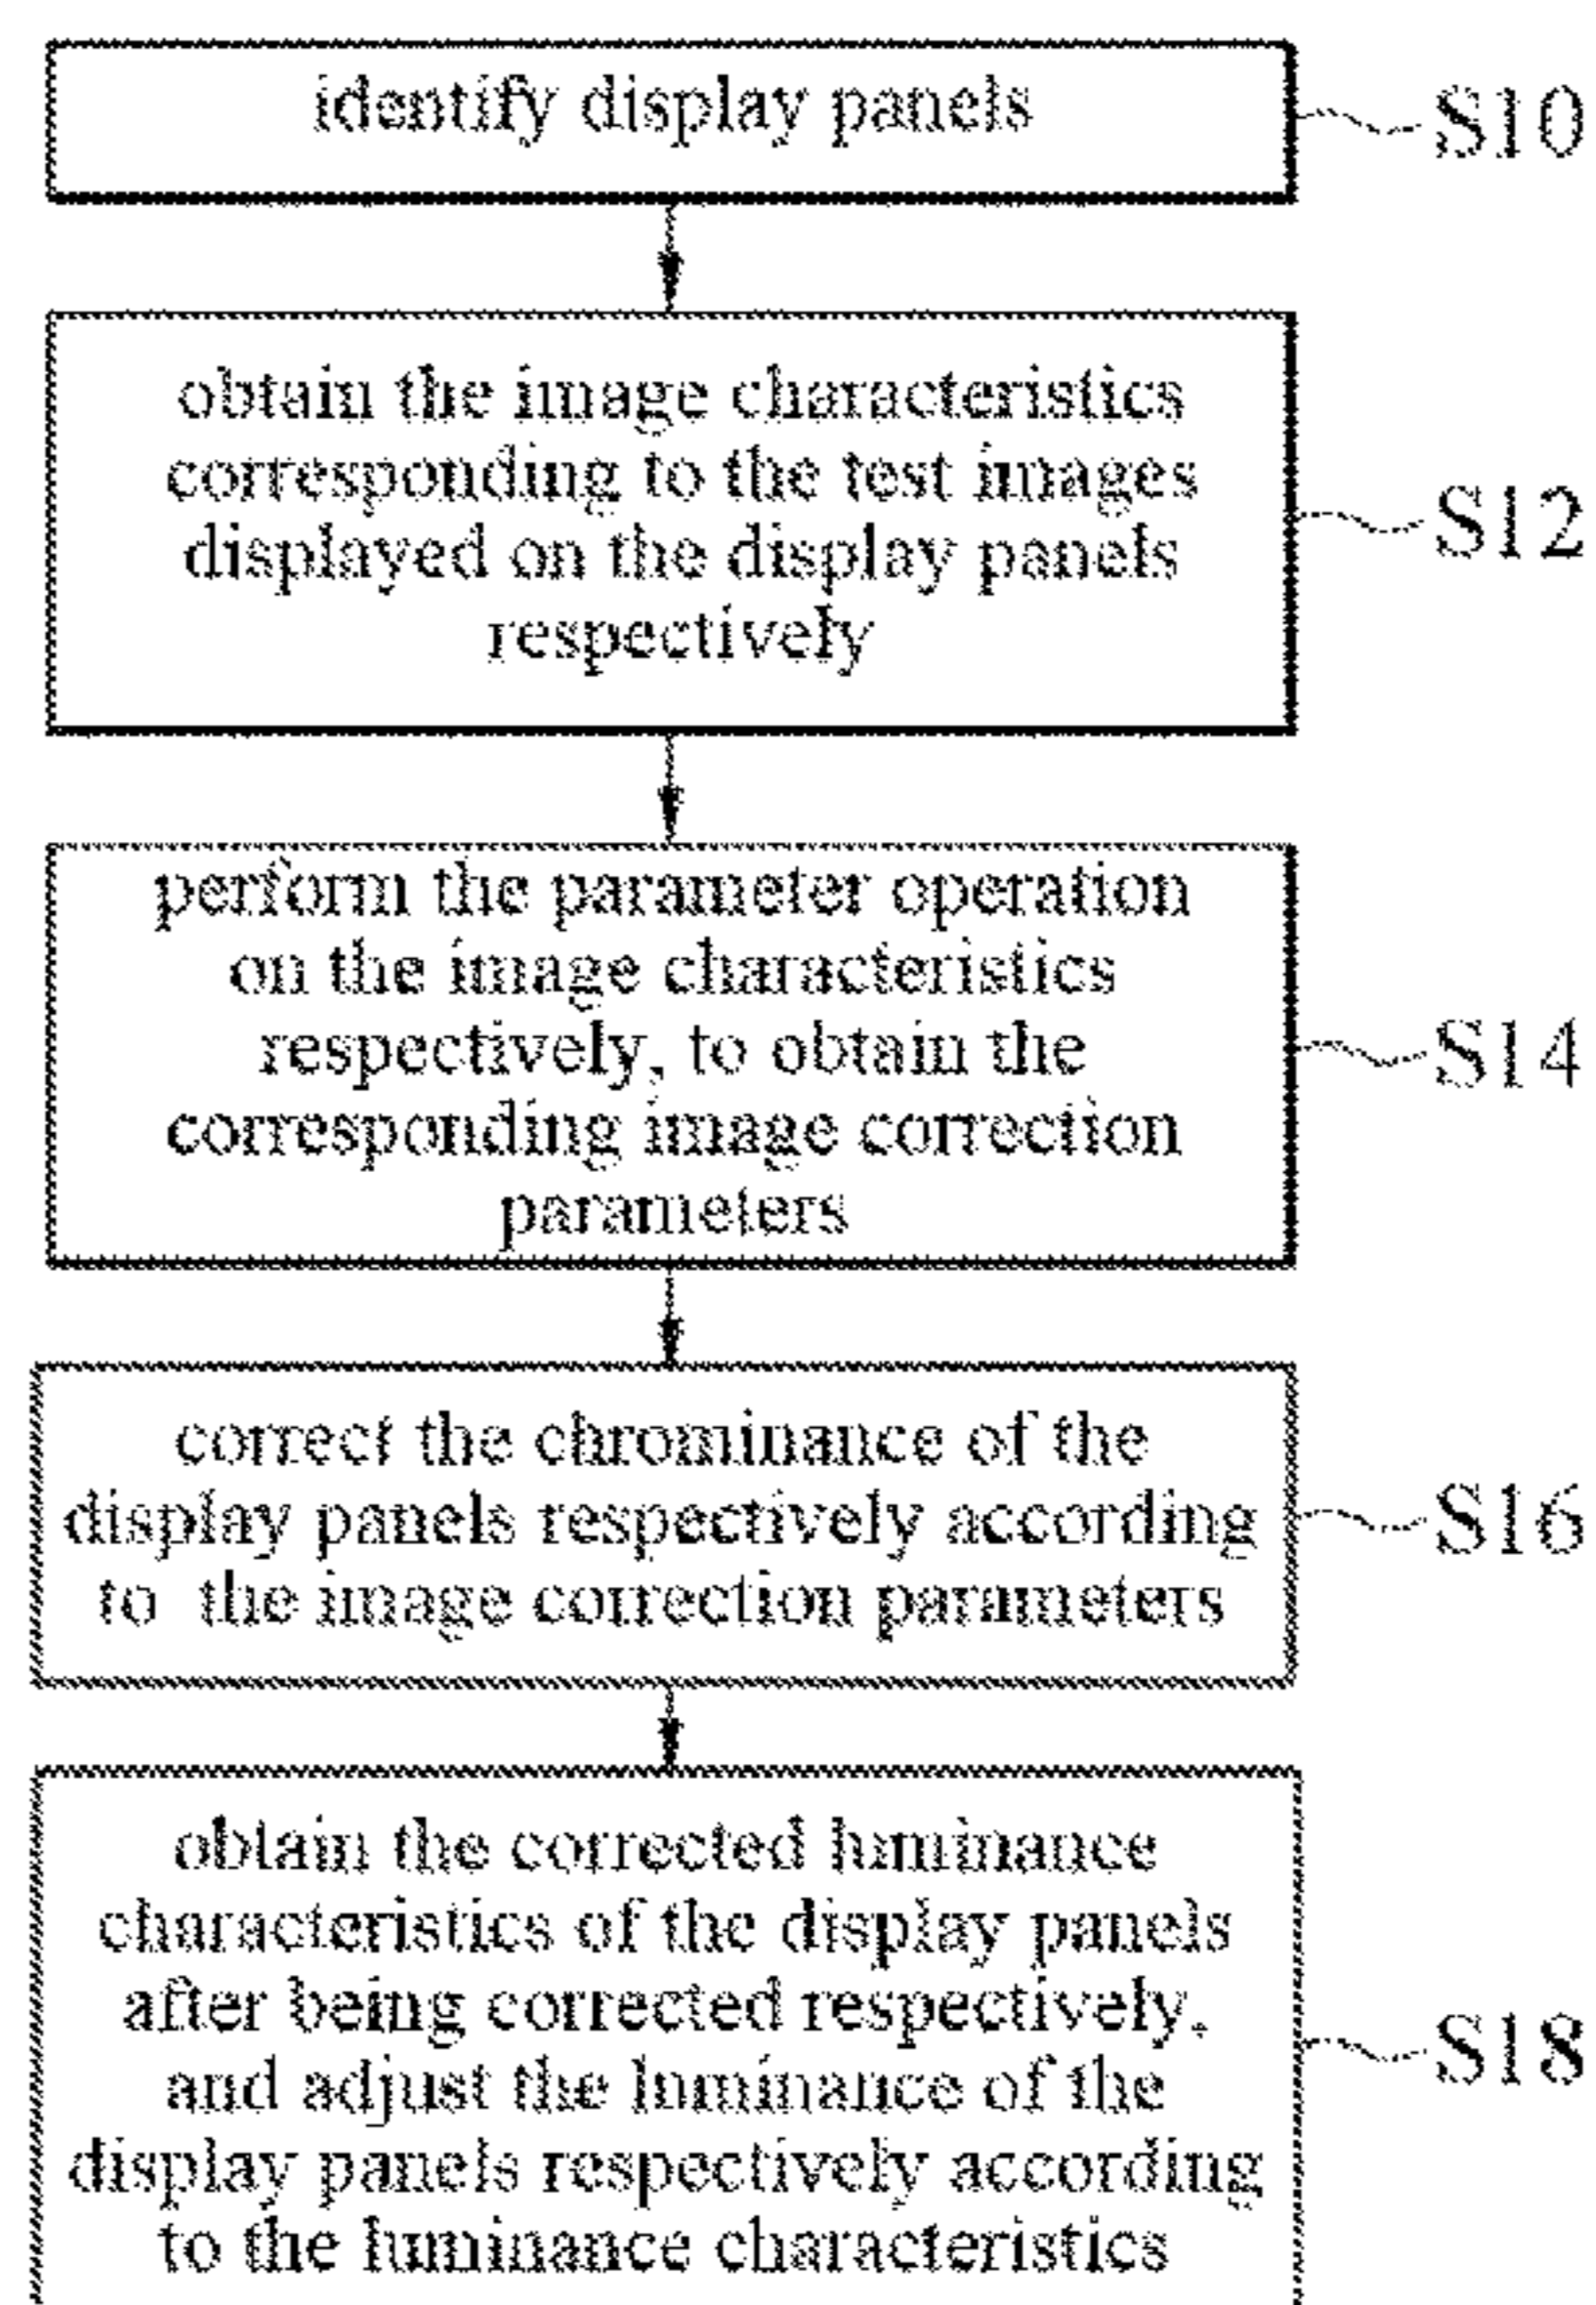 identify display panels
S10
obtain the image characteristics
corresponding to the test images
displayed on the display panels
respectively
S12
perform the parameter operation
on the image characteristics
respectively, to obtain the
corresponding image correction
parameters
S14
correct the chrominance of the
display panels respectively according
to the image correction parameters
S16
obtain the corrected luminance
characteristics of the display panels
after being corrected respectively,
and adjust the luminance of the
display panels respectively according
to the luminance characteristics
S18